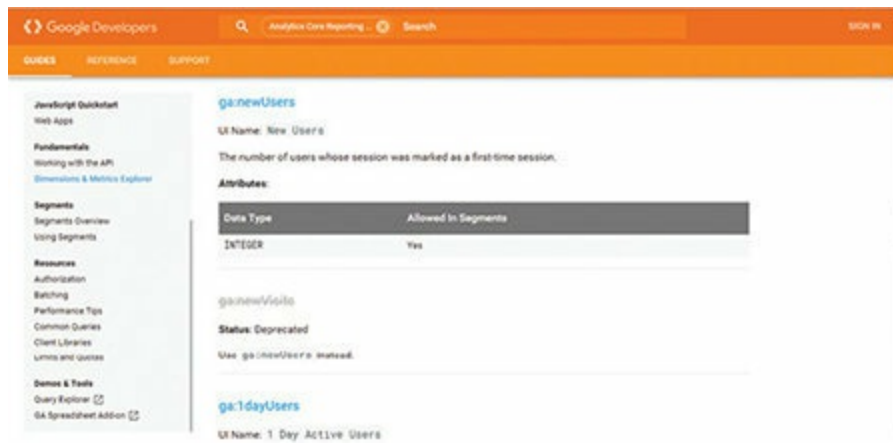 Google Developers
Analytics Core Reporting ...
Search
SIGN IN
GUIDES
REFERENCE
SUPPORT
JavaScript Quickstart
Web Apps
Fundamentals
Working with the API
Dimensions & Metrics Explorer
Segments
Segments Overview
Using Segments
Resources
Authorization
Batching
Performance Tips
Common Queries
Client Libraries
Limits and Quotas
Demos & Tools
Query Explorer
GA Spreadsheet Add-on
ga:newUsers
UI Name: New Users
The number of users whose session was marked as a first-time session.
Attributes:
Data Type Allowed In Segments
INTEGER Yes
ga:newVisits
Status: Deprecated
Use ga:newUsers instead.
ga:1dayUsers
UI Name: 1 Day Active Users